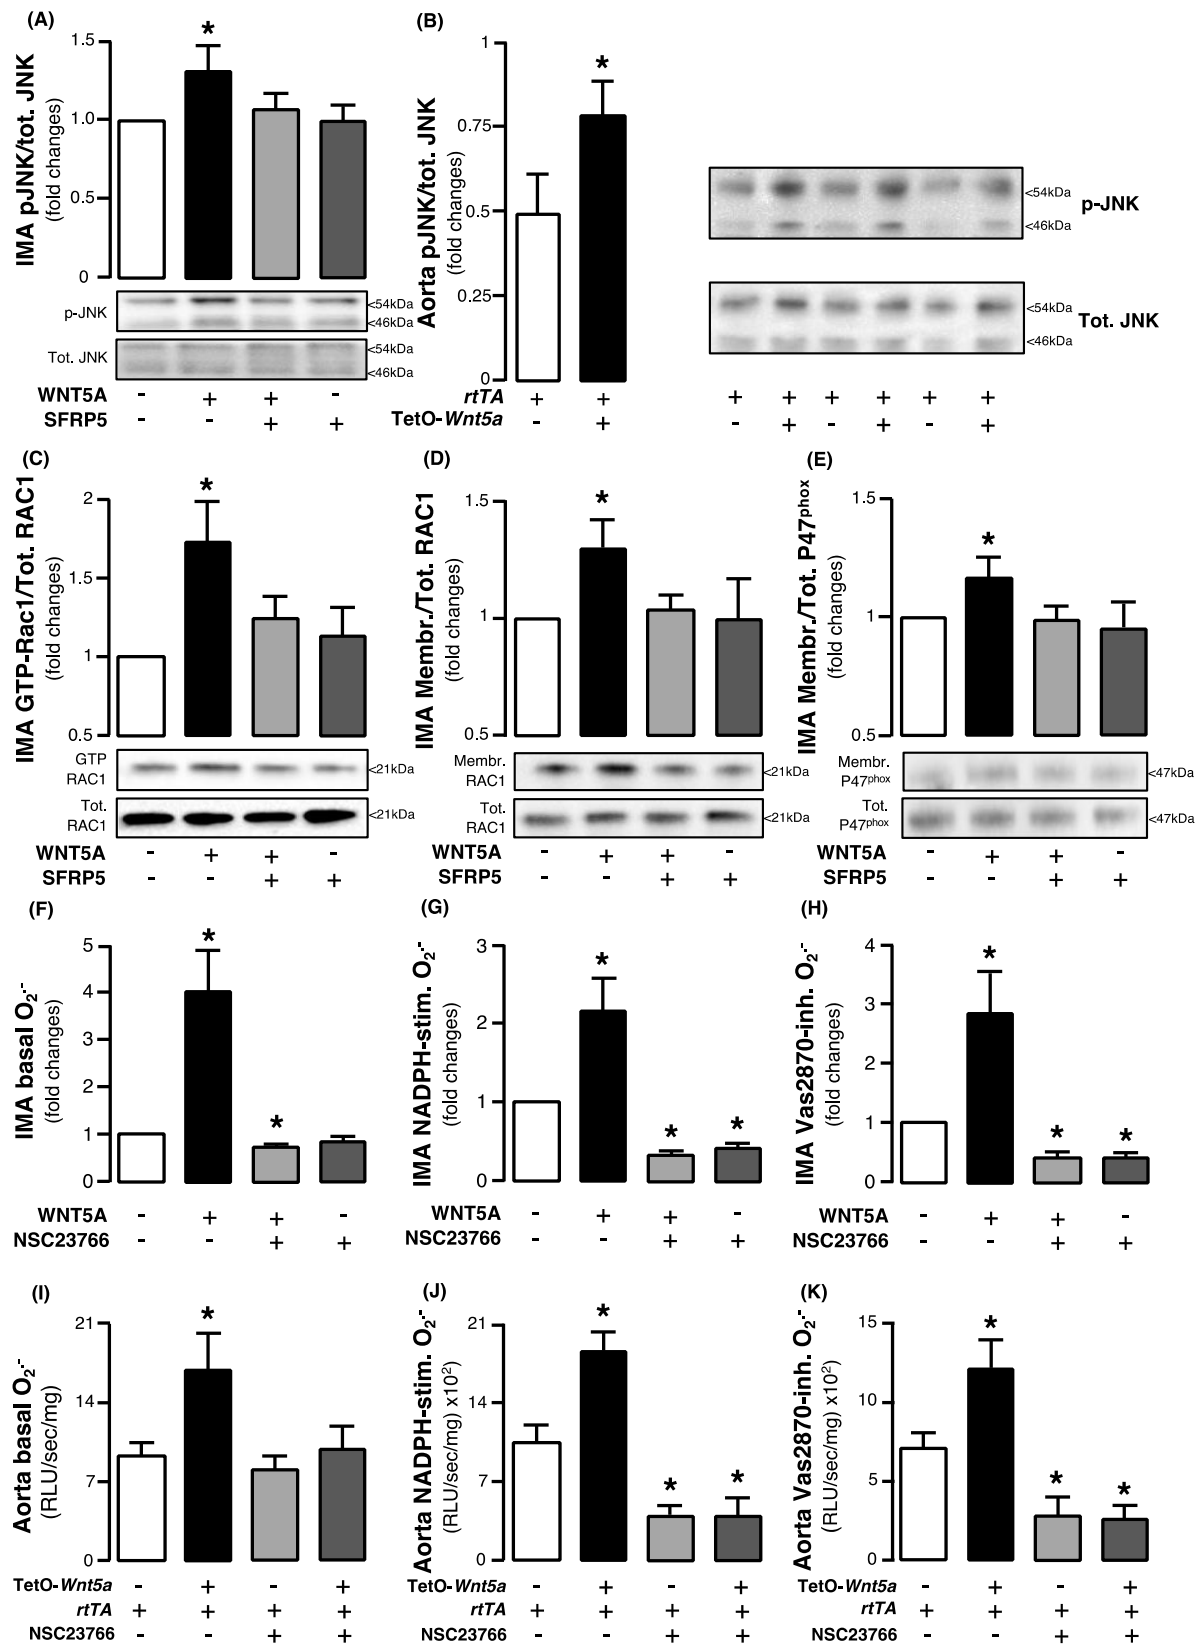 (A)
IMA pJNK/tot. JNK
(fold changes)
1.5
1.0
0.5
0
*
p-JNK
<54kDa
<46kDa
Tot. JNK
<54kDa
<46kDa
WNT5A - + + -
SFRP5 - - + +
(B)
Aorta pJNK/tot. JNK
(fold changes)
1
0.75
0.5
0.25
0
*
rtTA + +
TetO-Wnt5a - +
<54kDa
<46kDa
p-JNK
<54kDa
<46kDa
Tot. JNK
+ + + + + +
- + - + - +
(C)
IMA GTP-Rac1/Tot. RAC1
(fold changes)
2
1.5
1
0.5
*
GTP
RAC1
<21kDa
Tot.
RAC1
<21kDa
WNT5A - + + -
SFRP5 - - + +
(D)
IMA Membr./Tot. RAC1
(fold changes)
1.5
1
0.5
*
Membr.
RAC1
<21kDa
Tot.
RAC1
<21kDa
- + + -
- - + +
(E)
IMA Membr./Tot. P47phox
(fold changes)
1.5
1
0.5
*
Membr.
P47phox
<47kDa
Tot.
P47phox
<47kDa
WNT5A - + + -
SFRP5 - - + +
(F)
IMA basal O2.-
(fold changes)
5
4
3
2
1
0
*
*
WNT5A - + + -
NSC23766 - - + +
(G)
IMA NADPH-stim. O2.-
(fold changes)
3
2
1
0
*
* *
WNT5A - + + -
NSC23766 - - + +
(H)
IMA Vas2870-inh. O2.-
(fold changes)
4
3
2
1
0
*
* *
WNT5A - + + -
NSC23766 - - + +
(I)
Aorta basal O2.-
(RLU/sec/mg)
21
14
7
0
*
TetO-Wnt5a - + - +
rtTA + + + +
NSC23766 - - + +
(J)
Aorta NADPH-stim. O2.-
(RLU/sec/mg) x10²
21
14
7
0
*
* *
TetO-Wnt5a - + - +
rtTA + + + +
NSC23766 - - + +
(K)
Aorta Vas2870-inh. O2.-
(RLU/sec/mg) x10²
15
10
5
0
*
* *
TetO-Wnt5a - + - +
rtTA + + + +
NSC23766 - - + +